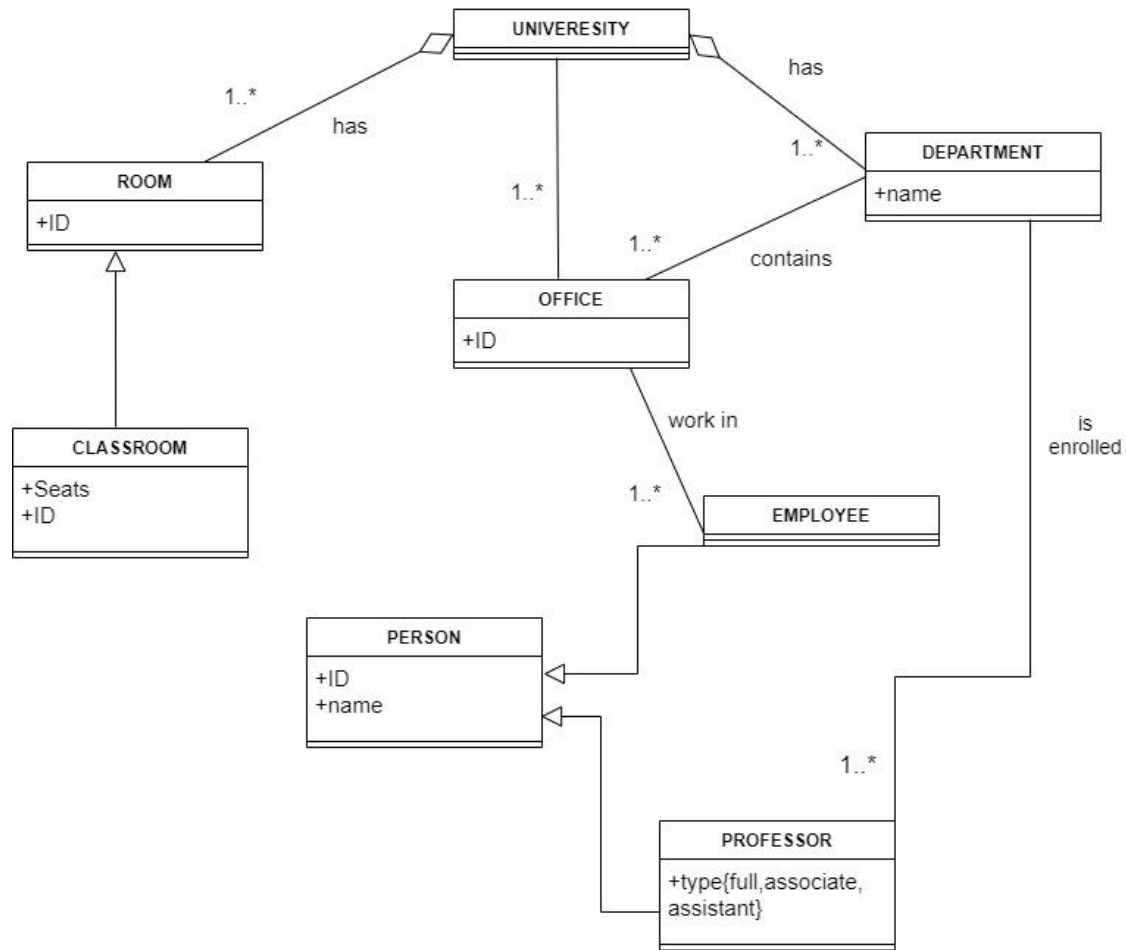 UNIVERESITY
has
1..*
has
1..*
DEPARTMENT
+name
ROOM
+ID
1..*
1..*
contains
OFFICE
+ID
work in
is
enrolled
CLASSROOM
+Seats
+ID
1..*
EMPLOYEE
PERSON
+ID
+name
1..*
PROFESSOR
+type{full,associate,
assistant}